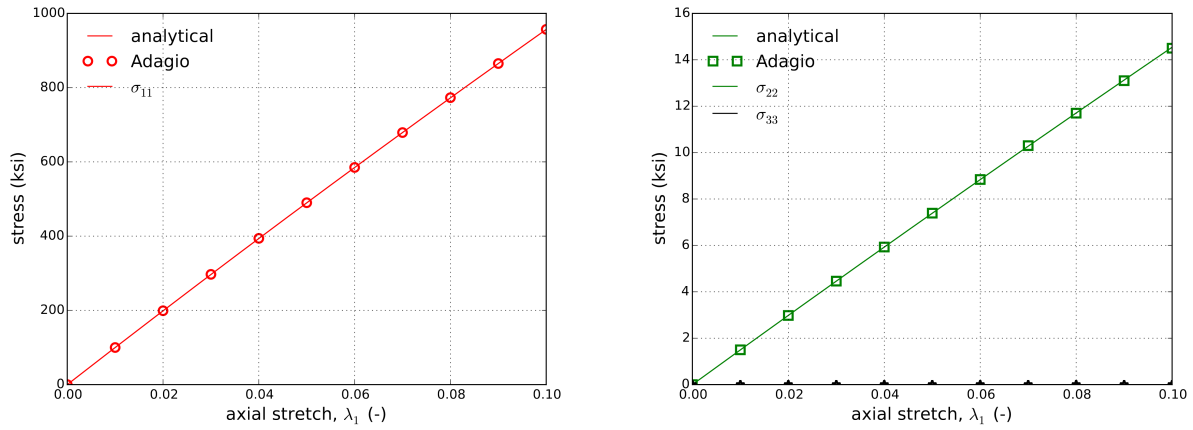 1000
800
600
400
200
0
stress (ksi)
analytical
Adagio
σ₁₁
0.00 0.02 0.04 0.06 0.08 0.10
axial stretch, λ₁ (-)
16
14
12
10
8
6
4
2
0
stress (ksi)
analytical
Adagio
σ₂₂
σ₃₃
0.00 0.02 0.04 0.06 0.08 0.10
axial stretch, λ₁ (-)